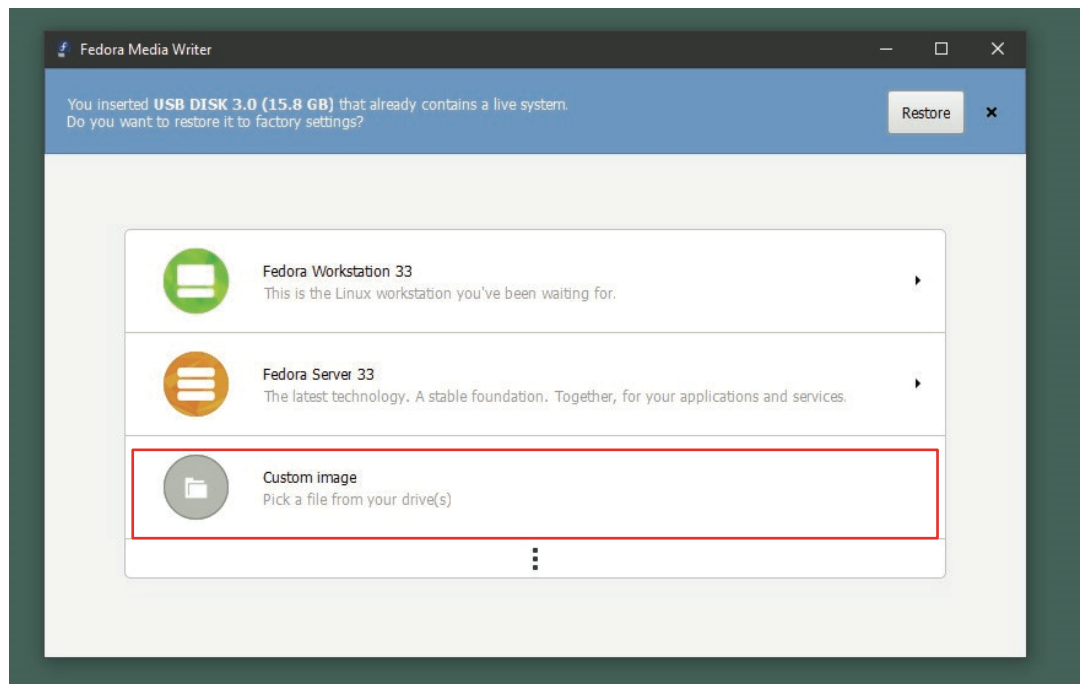 Fedora Media Writer
You inserted USB DISK 3.0 (15.8 GB) that already contains a live system.
Do you want to restore it to factory settings?
Restore
Fedora Workstation 33
This is the Linux workstation you've been waiting for.
Fedora Server 33
The latest technology. A stable foundation. Together, for your applications and services.
Custom image
Pick a file from your drive(s)